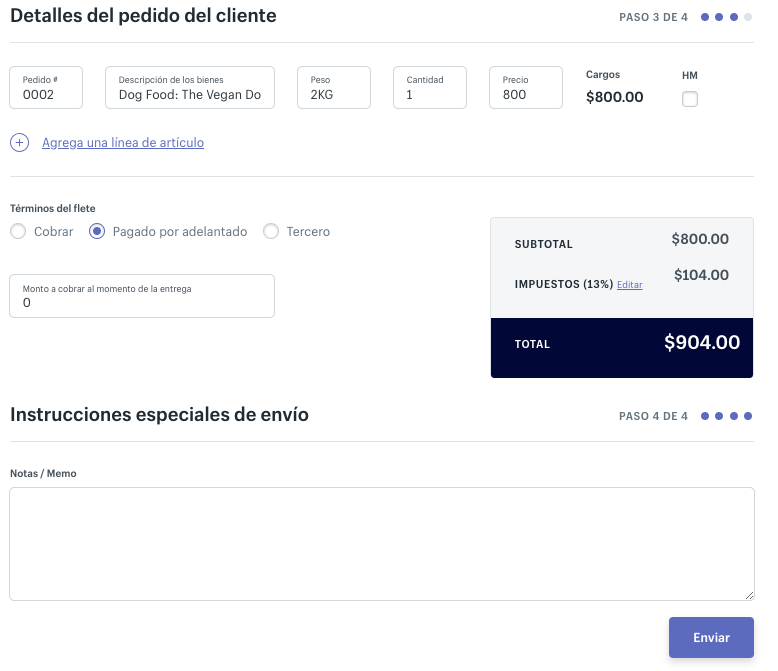 Detalles del pedido del cliente
PASO 3 DE 4
Pedido #
0002
Descripción de los bienes
Dog Food: The Vegan Do
Peso
2KG
Cantidad
1
Precio
800
Cargos
$800.00
HM
+
Agrega una línea de artículo
Términos del flete
Cobrar
Pagado por adelantado
Tercero
Monto a cobrar al momento de la entrega
0
SUBTOTAL
$800.00
IMPUESTOS (13%) Editar
$104.00
TOTAL
$904.00
Instrucciones especiales de envío
PASO 4 DE 4
Notas / Memo
Enviar